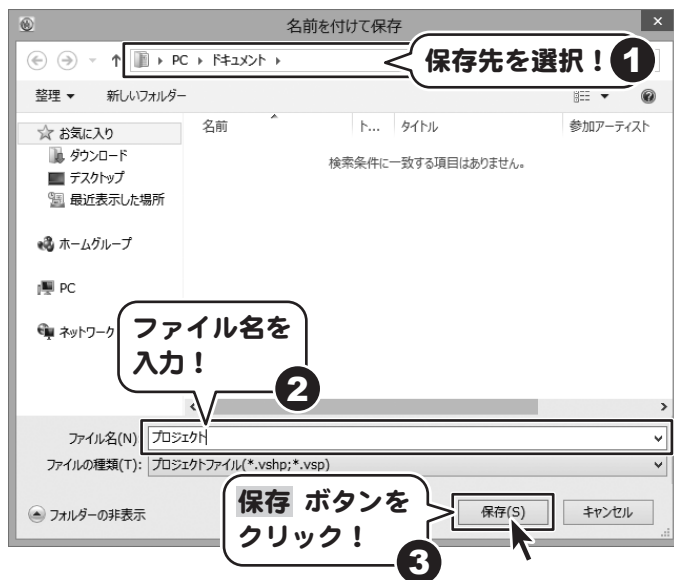 名前を付けて保存
PC ▸ ドキュメント ▸
保存先を選択！ 1
整理 ▼ 新しいフォルダー
お気に入り
ダウンロード
デスクトップ
最近表示した場所
ホームグループ
PC
ネットワーク
名前 ト... タイトル 参加アーティスト
検索条件に一致する項目はありません。
ファイル名を
入力！
2
ファイル名(N) プロジェクト
ファイルの種類(T): プロジェクトファイル(*.vshp;*.vsp)
フォルダーの非表示
保存 ボタンを
クリック！
3
保存(S) キャンセル